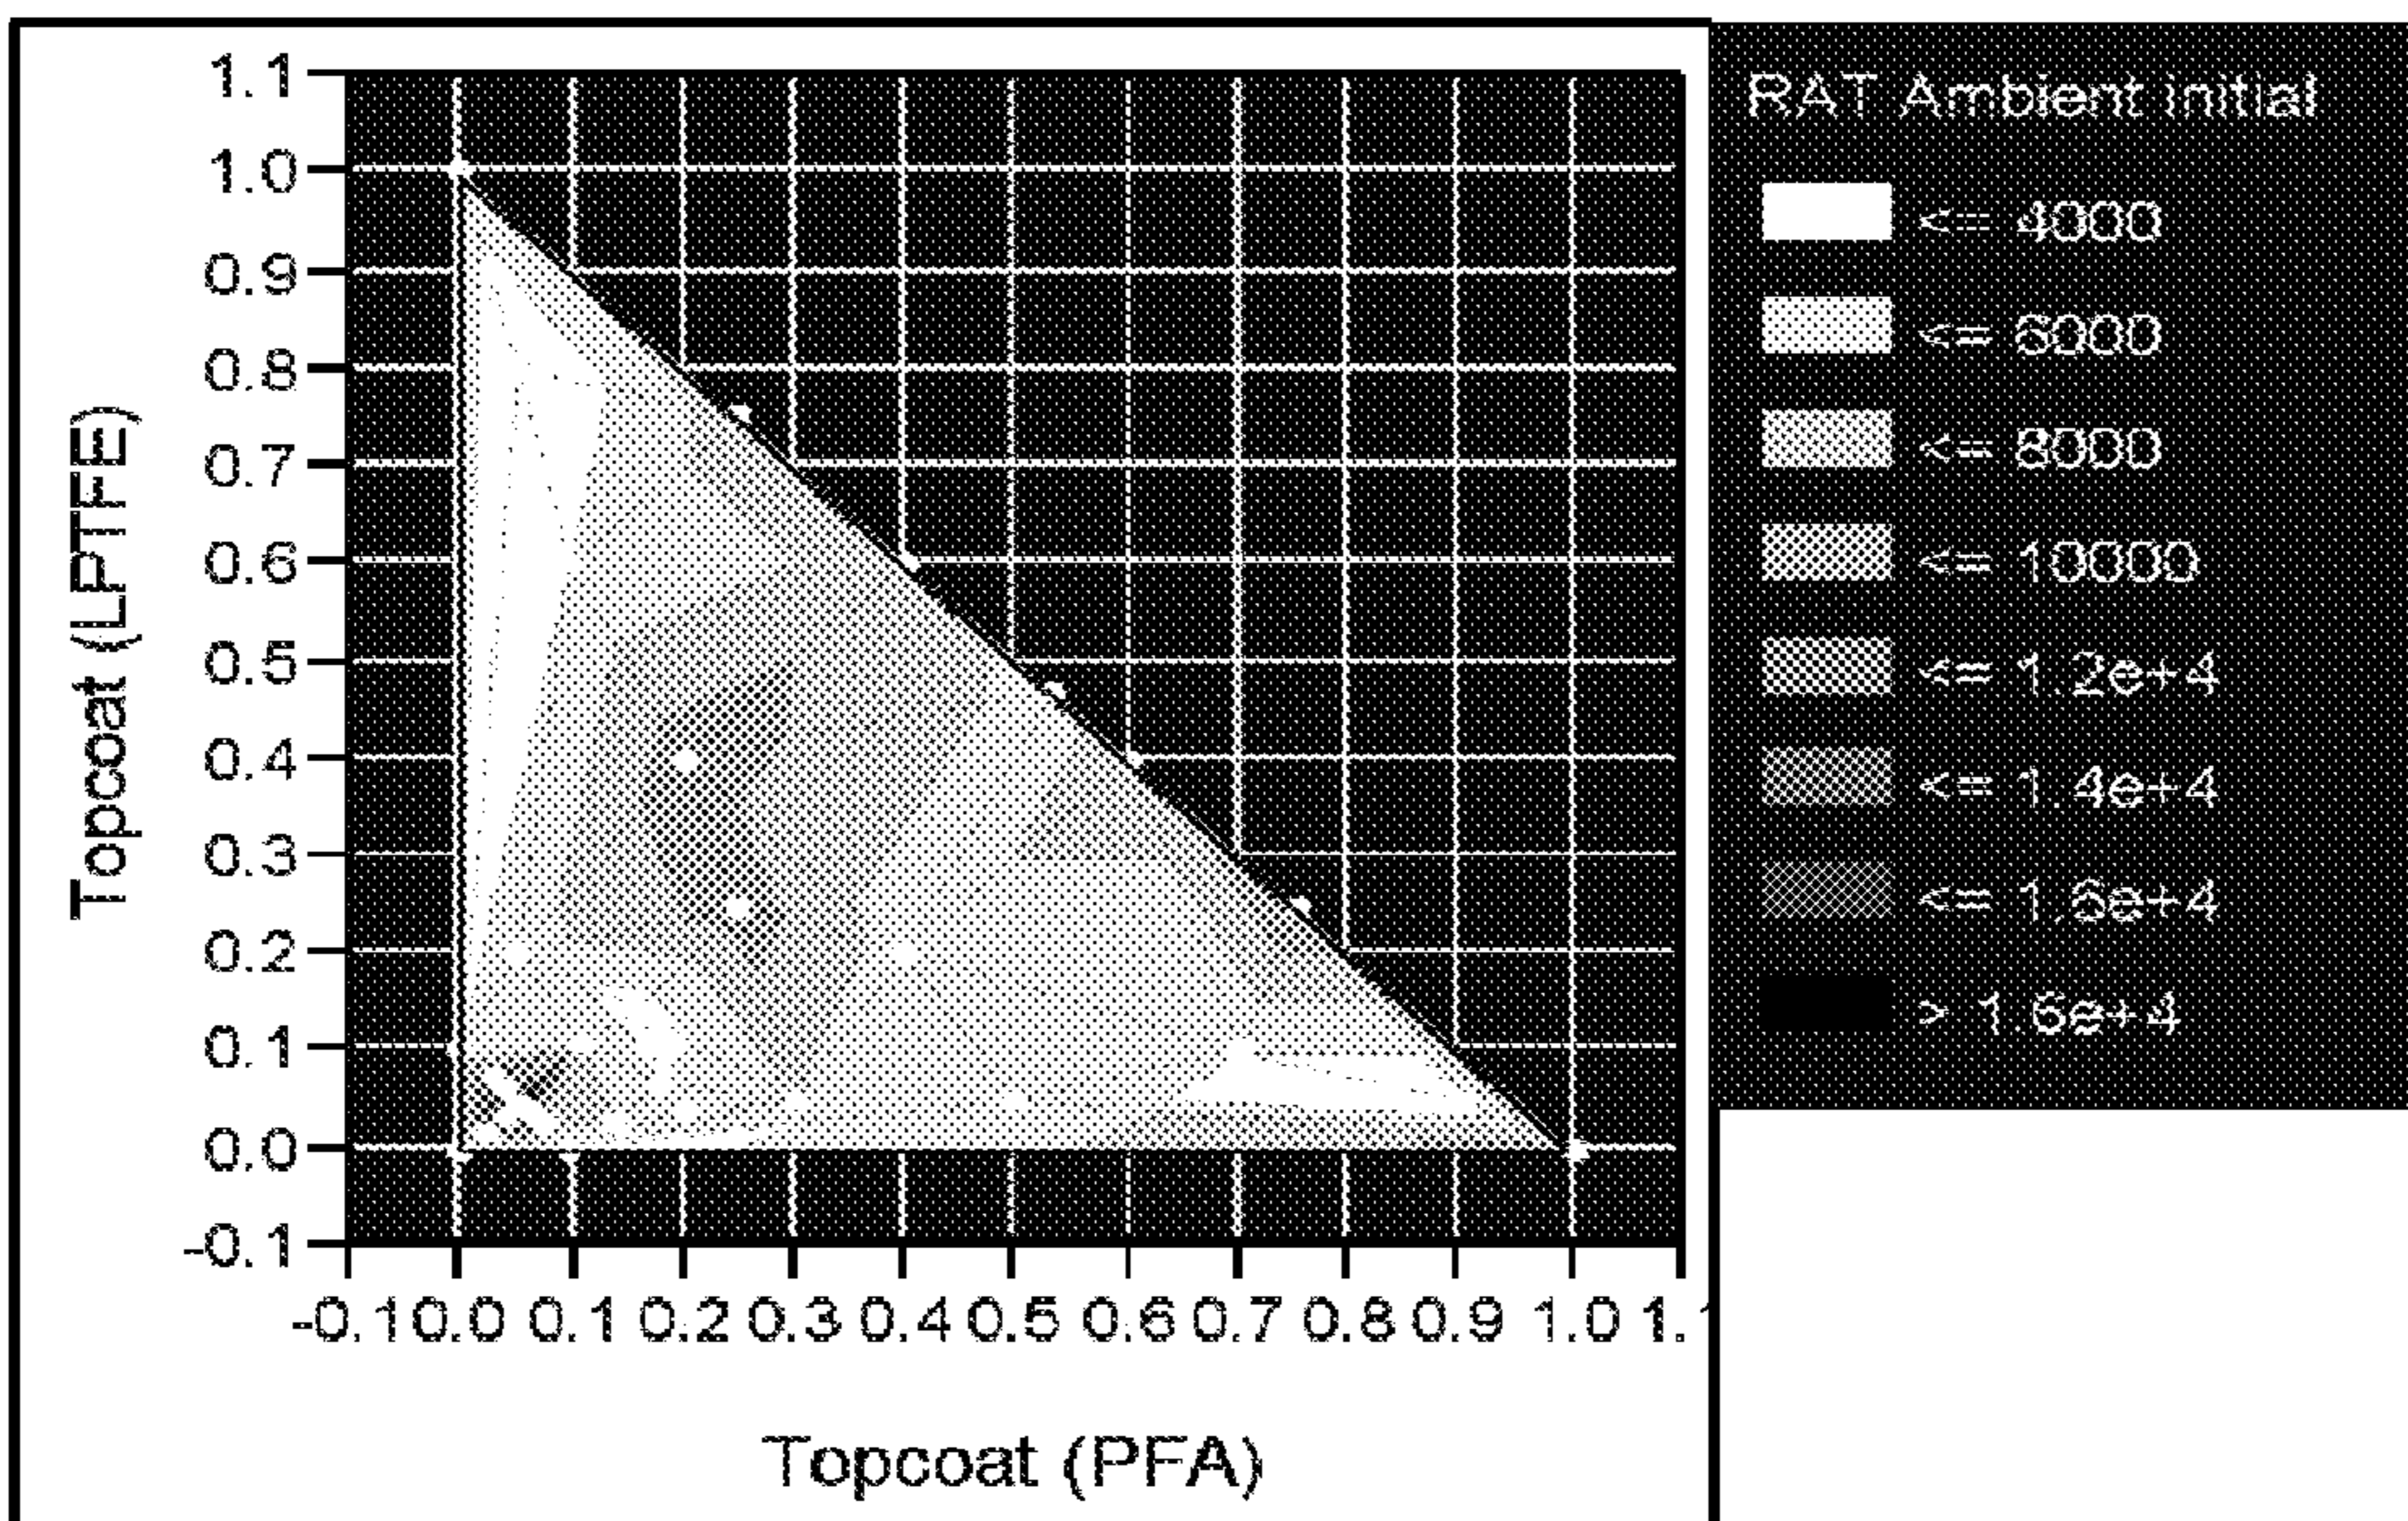 1.1
1.0
0.9
0.8
0.7
0.6
0.5
0.4
0.3
0.2
0.1
0.0
-0.1
Topcoat (LPTFE)
-0.1 0.0 0.1 0.2 0.3 0.4 0.5 0.6 0.7 0.8 0.9 1.0 1.
Topcoat (PFA)
RAT Ambient initial
<= 4000
<= 6000
<= 8000
<= 10000
<= 1.2e+4
<= 1.4e+4
<= 1.6e+4
> 1.6e+4